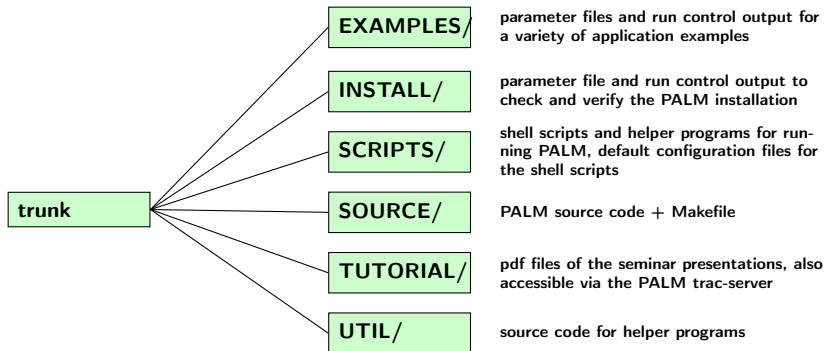 EXAMPLES/
parameter files and run control output for
a variety of application examples
INSTALL/
parameter file and run control output to
check and verify the PALM installation
SCRIPTS/
shell scripts and helper programs for run-
ning PALM, default configuration files for
the shell scripts
trunk
SOURCE/
PALM source code + Makefile
TUTORIAL/
pdf files of the seminar presentations, also
accessible via the PALM trac-server
UTIL/
source code for helper programs